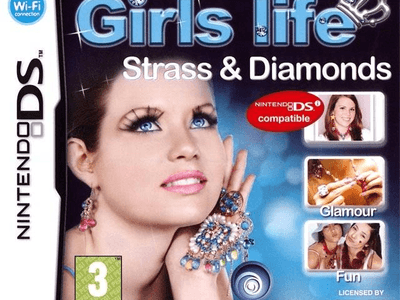 Wi-Fi
CONNECTION
Girls life
Strass & Diamonds
NINTENDO DS
NINTENDO DSi
compatible
Glamour
Fun
3
LICENSED BY